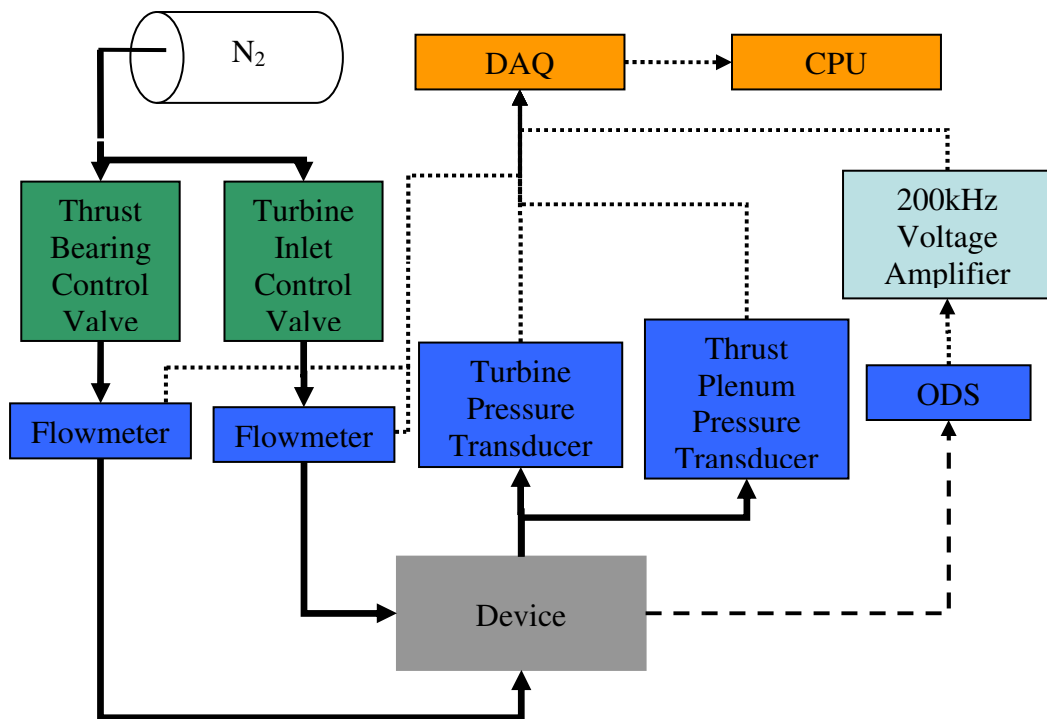 N₂
DAQ
CPU
Thrust
Bearing
Control
Valve
Turbine
Inlet
Control
Valve
200kHz
Voltage
Amplifier
Flowmeter
Flowmeter
Turbine
Pressure
Transducer
Thrust
Plenum
Pressure
Transducer
ODS
Device